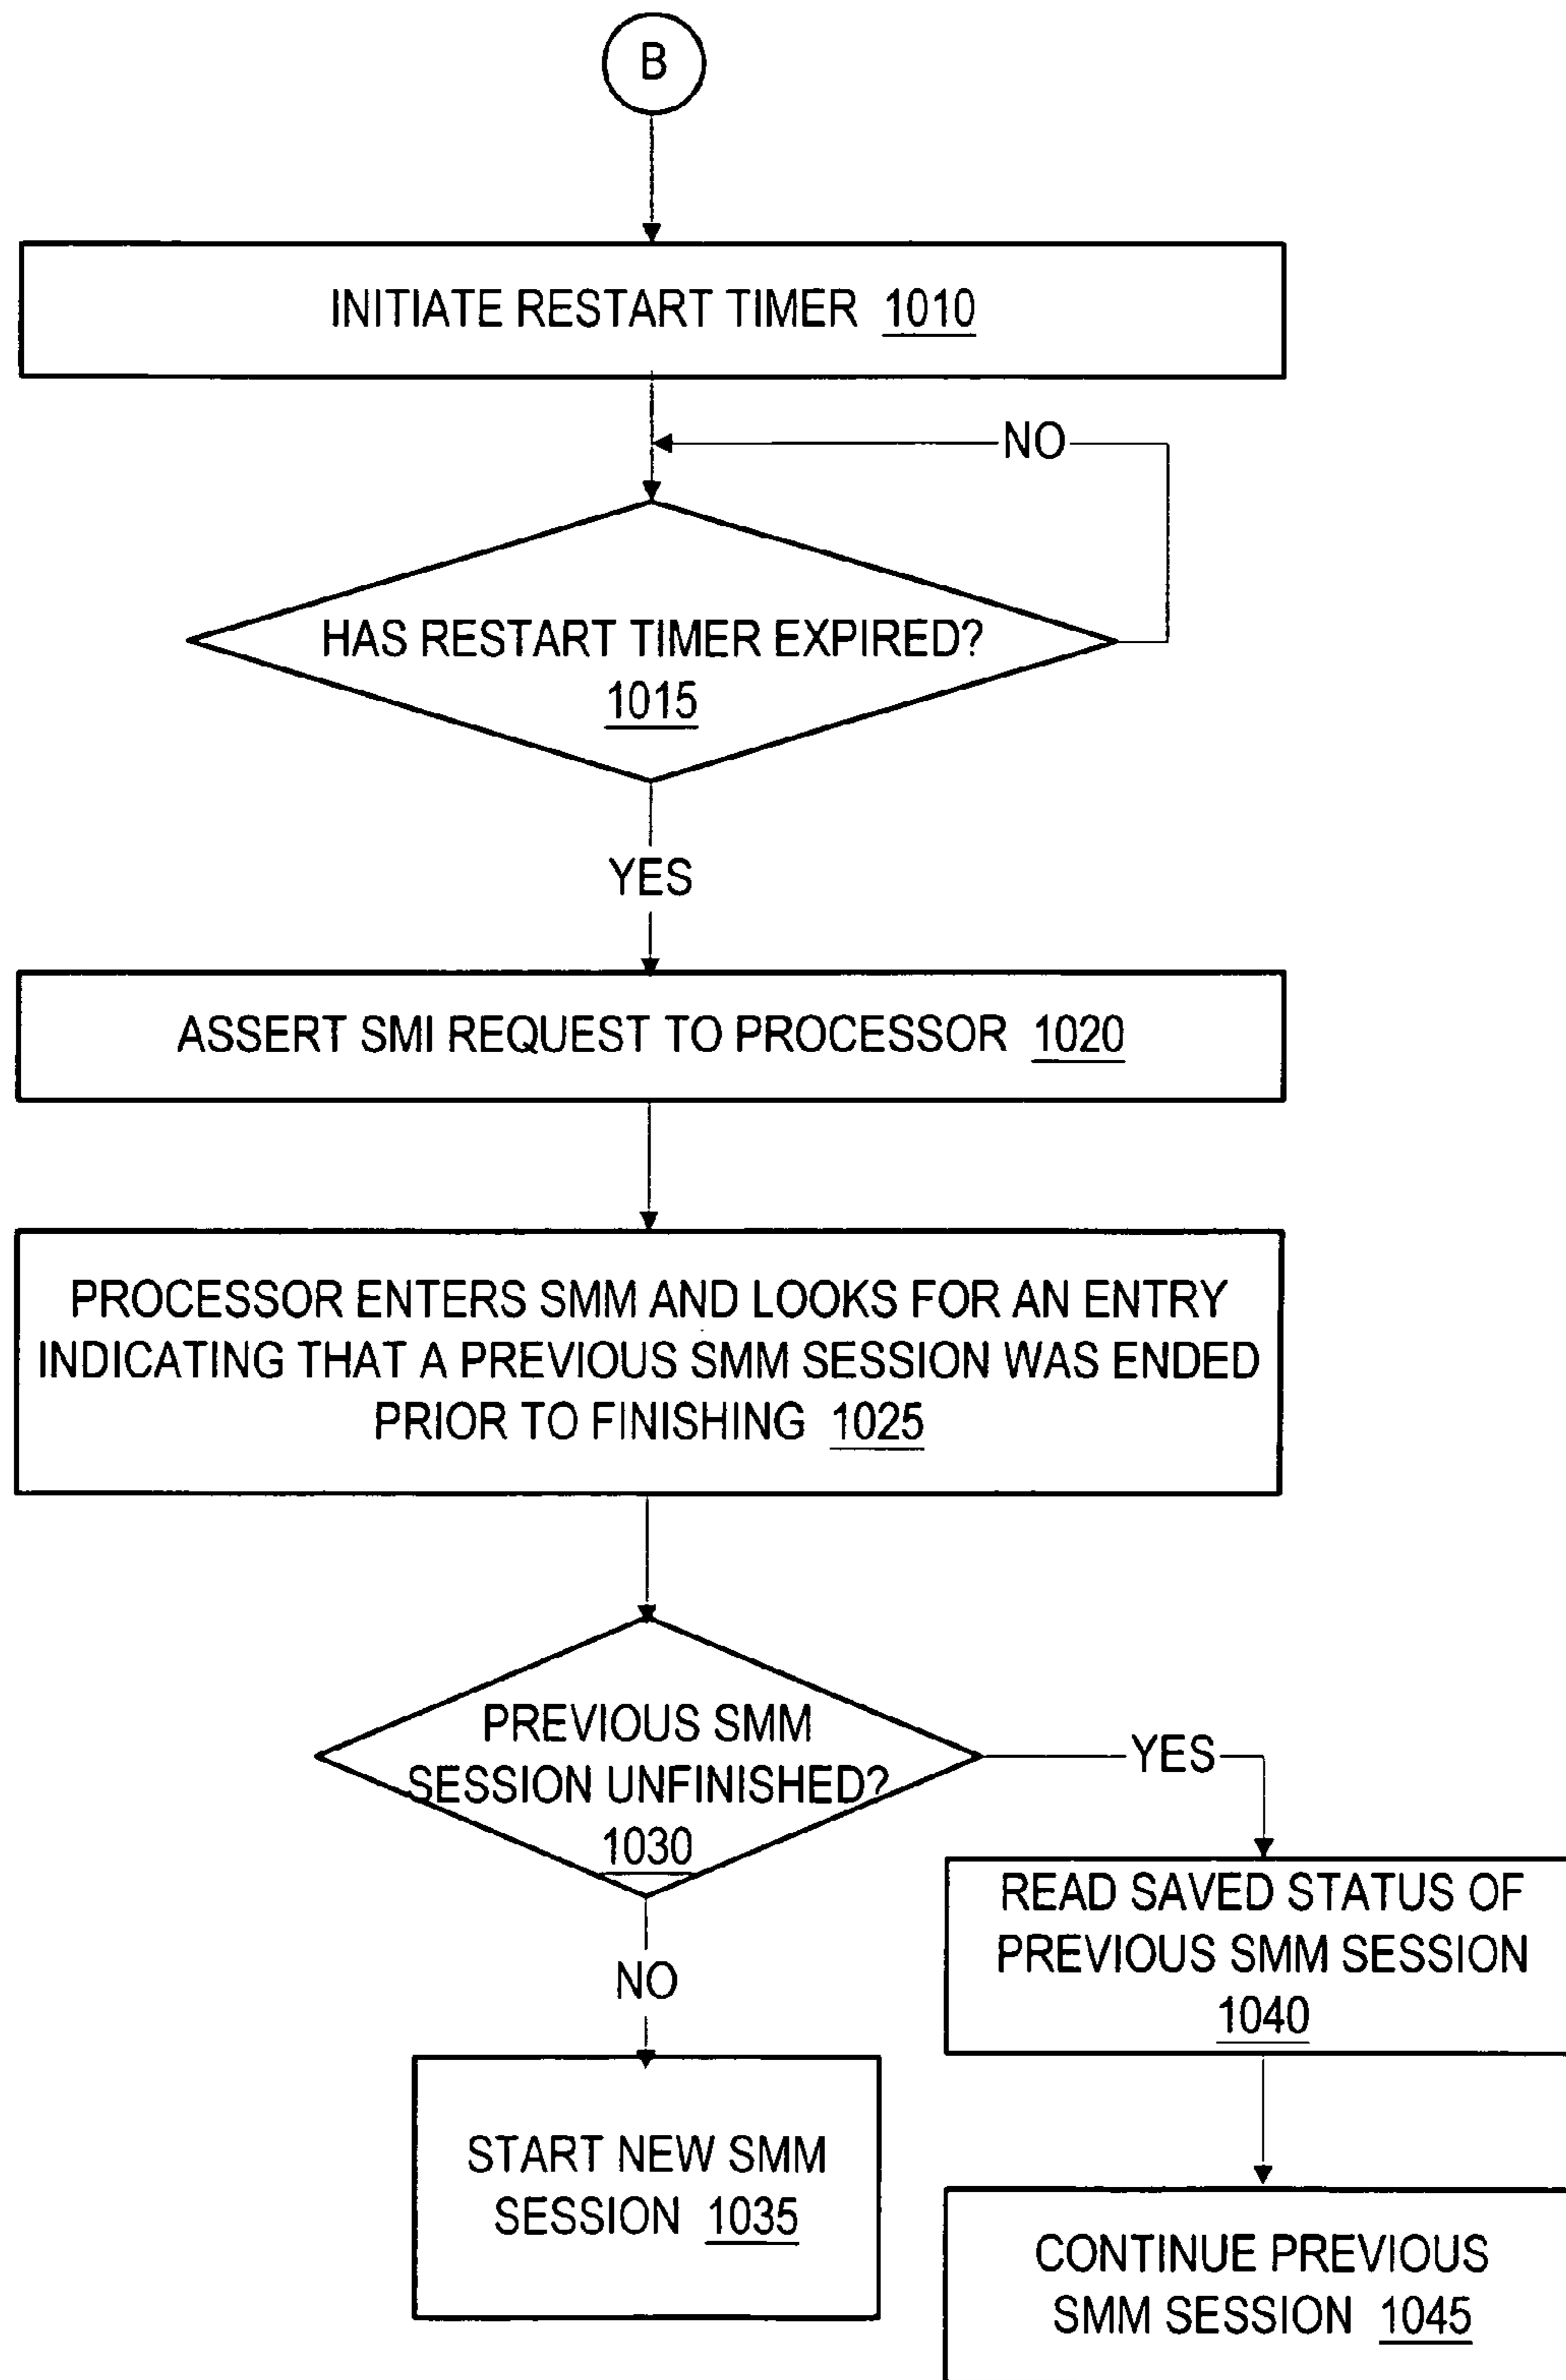 B
INITIATE RESTART TIMER 1010
NO
HAS RESTART TIMER EXPIRED?
1015
YES
ASSERT SMI REQUEST TO PROCESSOR 1020
PROCESSOR ENTERS SMM AND LOOKS FOR AN ENTRY
INDICATING THAT A PREVIOUS SMM SESSION WAS ENDED
PRIOR TO FINISHING 1025
PREVIOUS SMM
SESSION UNFINISHED?
1030
YES
NO
READ SAVED STATUS OF
PREVIOUS SMM SESSION
1040
START NEW SMM
SESSION 1035
CONTINUE PREVIOUS
SMM SESSION 1045